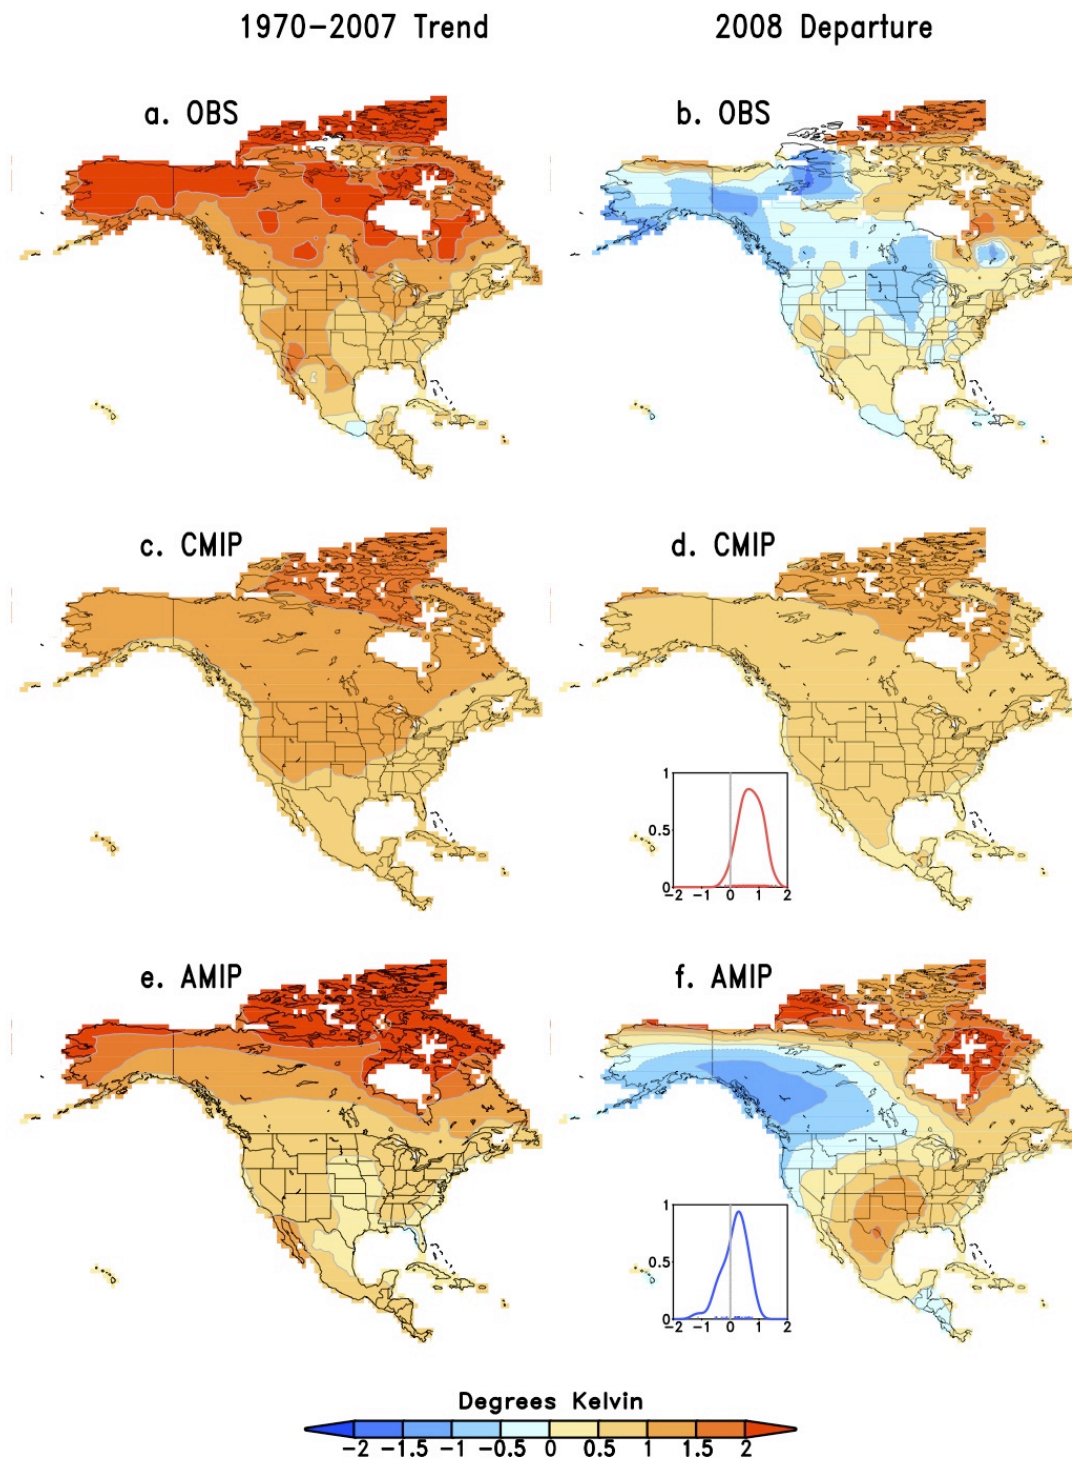 1970-2007 Trend
2008 Departure
a. OBS
b. OBS
c. CMIP
d. CMIP
1
0.5
0
-2 -1 0 1 2
e. AMIP
f. AMIP
1
0.5
0
-2 -1 0 1 2
Degrees Kelvin
-2 -1.5 -1 -0.5 0 0.5 1 1.5 2